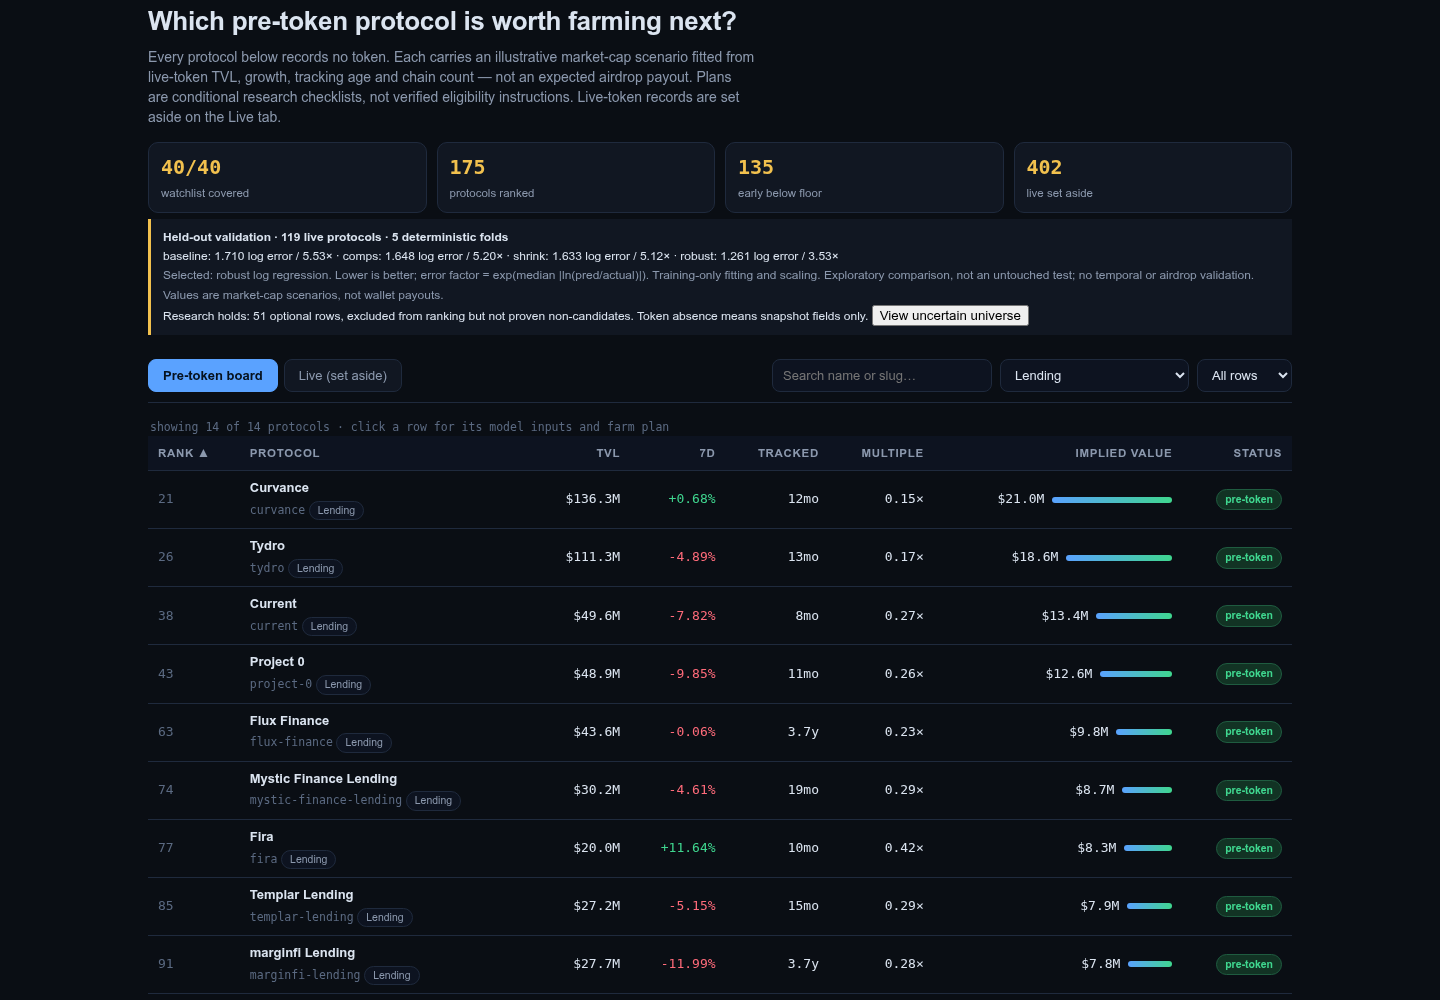 Which pre-token protocol is worth farming next?
Every protocol below records no token. Each carries an illustrative market-cap scenario fitted from
live-token TVL, growth, tracking age and chain count — not an expected airdrop payout. Plans
are conditional research checklists, not verified eligibility instructions. Live-token records are set
aside on the Live tab.
40/40
watchlist covered
175
protocols ranked
135
early below floor
402
live set aside
Held-out validation · 119 live protocols · 5 deterministic folds
baseline: 1.710 log error / 5.53× · comps: 1.648 log error / 5.20× · shrink: 1.633 log error / 5.12× · robust: 1.261 log error / 3.53×
Selected: robust log regression. Lower is better; error factor = exp(median |ln(pred/actual)|). Training-only fitting and scaling. Exploratory comparison, not an untouched test; no temporal or airdrop validation.
Values are market-cap scenarios, not wallet payouts.
Research holds: 51 optional rows, excluded from ranking but not proven non-candidates. Token absence means snapshot fields only. View uncertain universe
Pre-token board Live (set aside) Search name or slug… Lending All rows
showing 14 of 14 protocols · click a row for its model inputs and farm plan
RANK ▲ PROTOCOL TVL 7D TRACKED MULTIPLE IMPLIED VALUE STATUS
21 Curvance $136.3M +0.68% 12mo 0.15× $21.0M pre-token
curvance Lending
26 Tydro $111.3M -4.89% 13mo 0.17× $18.6M pre-token
tydro Lending
38 Current $49.6M -7.82% 8mo 0.27× $13.4M pre-token
current Lending
43 Project 0 $48.9M -9.85% 11mo 0.26× $12.6M pre-token
project-0 Lending
63 Flux Finance $43.6M -0.06% 3.7y 0.23× $9.8M pre-token
flux-finance Lending
74 Mystic Finance Lending $30.2M -4.61% 19mo 0.29× $8.7M pre-token
mystic-finance-lending Lending
77 Fira $20.0M +11.64% 10mo 0.42× $8.3M pre-token
fira Lending
85 Templar Lending $27.2M -5.15% 15mo 0.29× $7.9M pre-token
templar-lending Lending
91 marginfi Lending $27.7M -11.99% 3.7y 0.28× $7.8M pre-token
marginfi-lending Lending